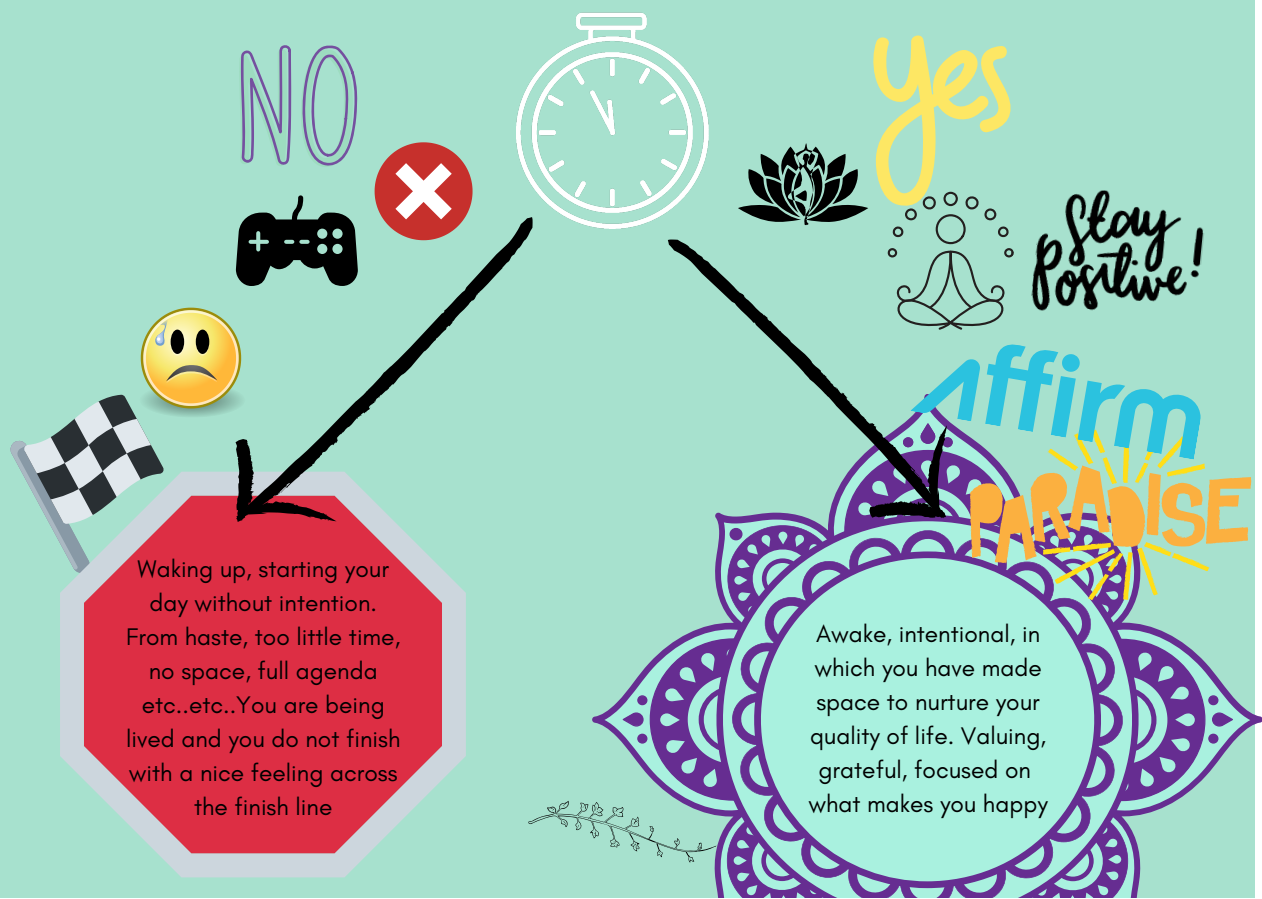 NO
yes
Stay
Positive!
Affirm
PARADISE
Waking up, starting your
day without intention.
From haste, too little time,
no space, full agenda
etc..etc..You are being
lived and you do not finish
with a nice feeling across
the finish line
Awake, intentional, in
which you have made
space to nurture your
quality of life. Valuing,
grateful, focused on
what makes you happy